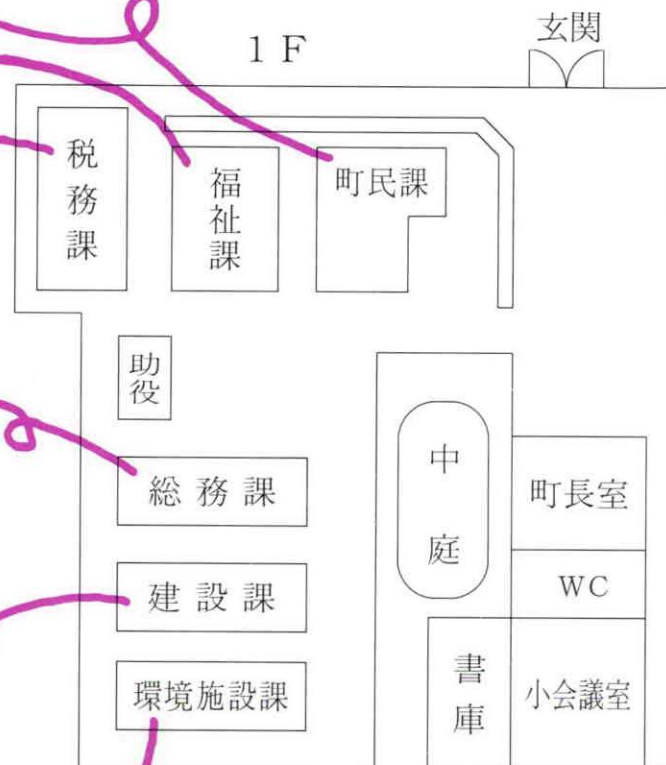 玄関
1F
税務課
福祉課
町民課
助役
総務課
建設課
環境施設課
中庭
町長室
WC
書庫
小会議室